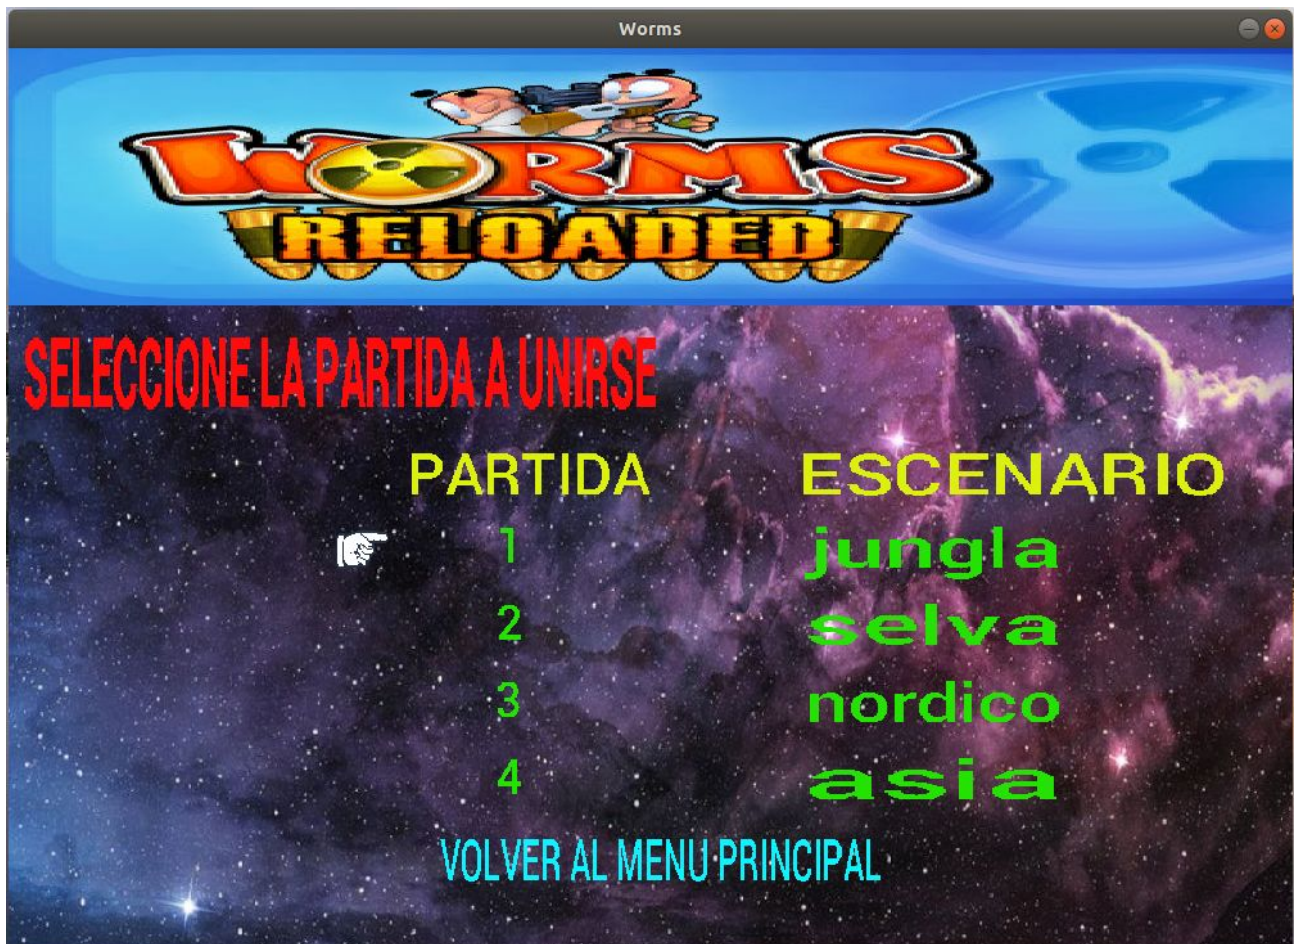 Worms
WORMS
RELOADED
SELECCIONE LA PARTIDA A UNIRSE
PARTIDA ESCENARIO
1 jungla
2 selva
3 nordico
4 asia
VOLVER AL MENU PRINCIPAL